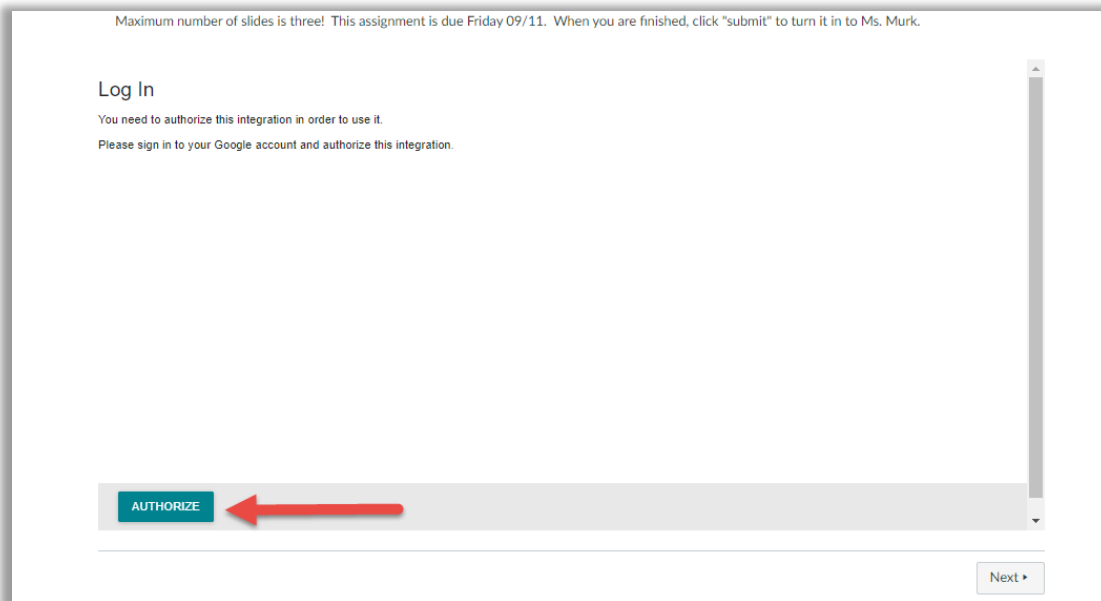 Maximum number of slides is three!  This assignment is due Friday 09/11.  When you are finished, click "submit" to turn it in to Ms. Murk.
Log In
You need to authorize this integration in order to use it.
Please sign in to your Google account and authorize this integration.
AUTHORIZE
Next